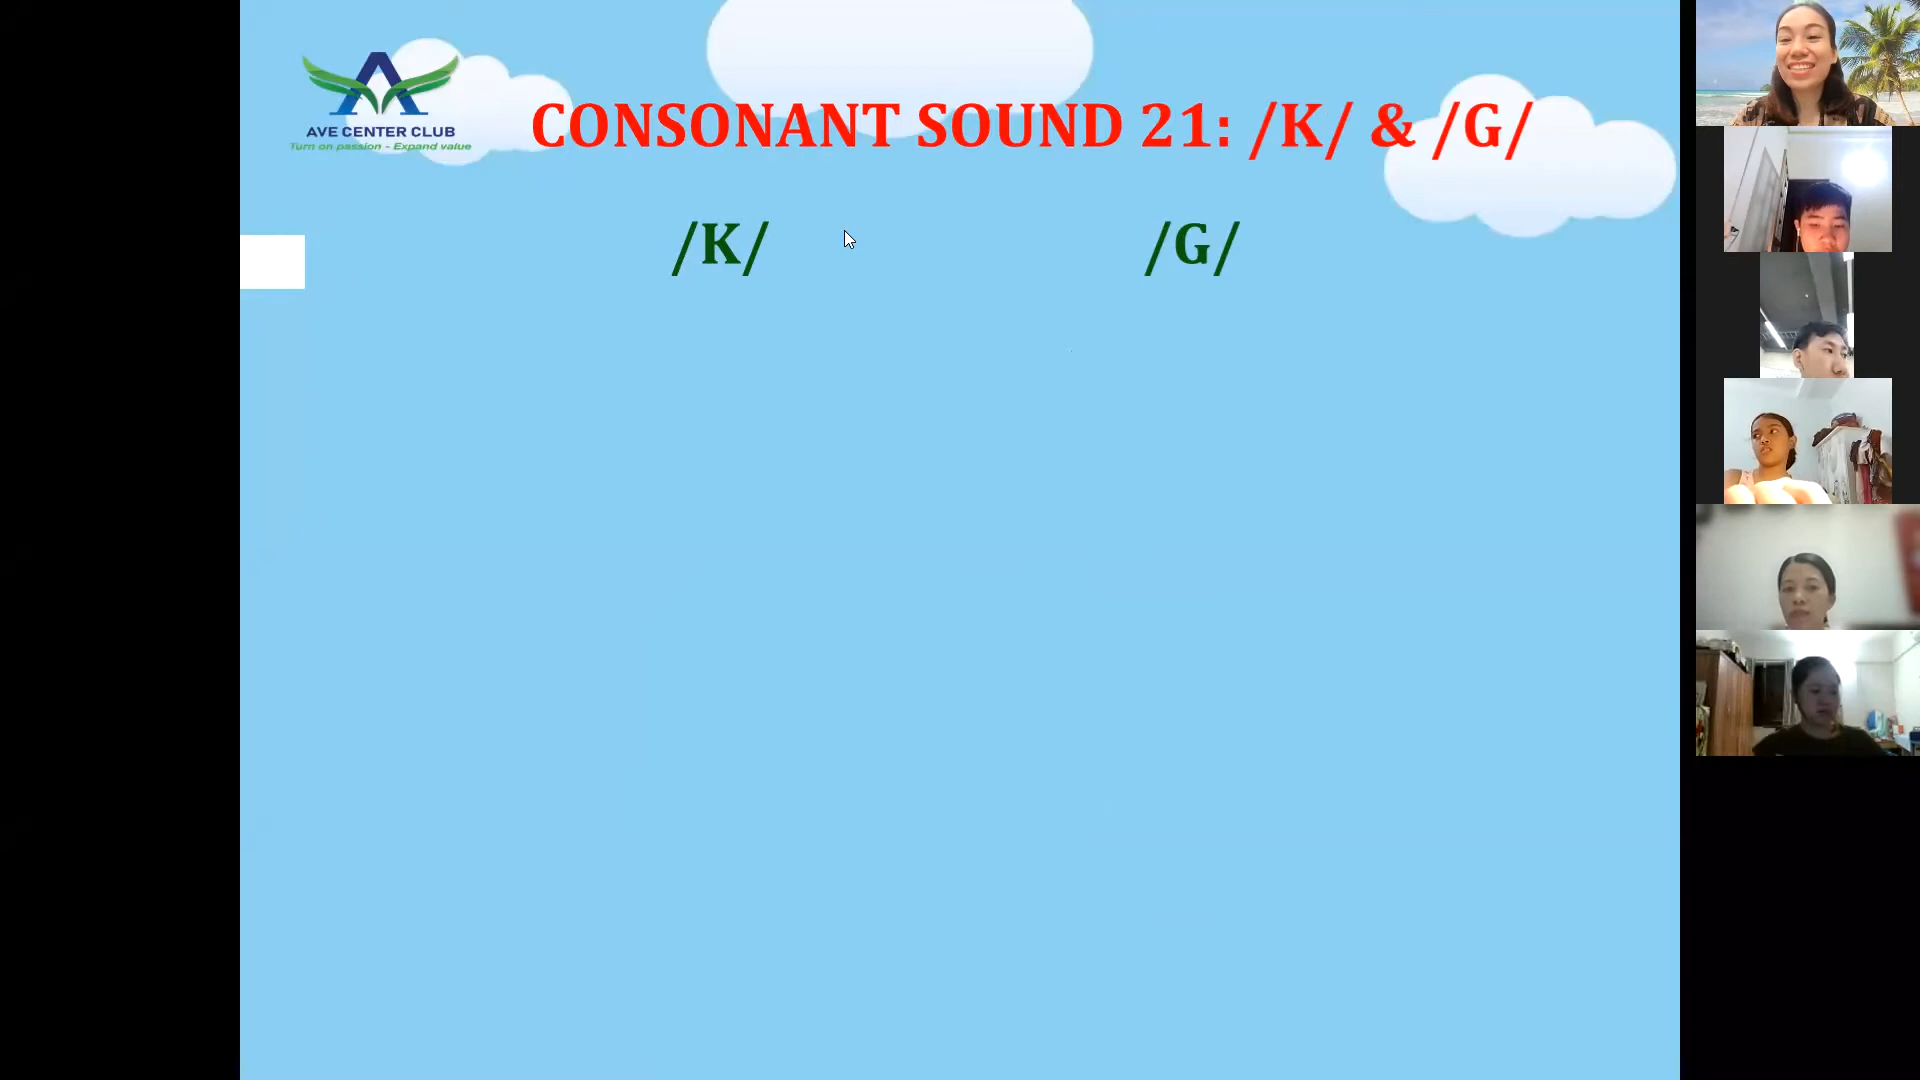 AVE CENTER CLUB
Turn on passion - Expand value
CONSONANT SOUND 21: /K/ & /G/
/K/ /G/